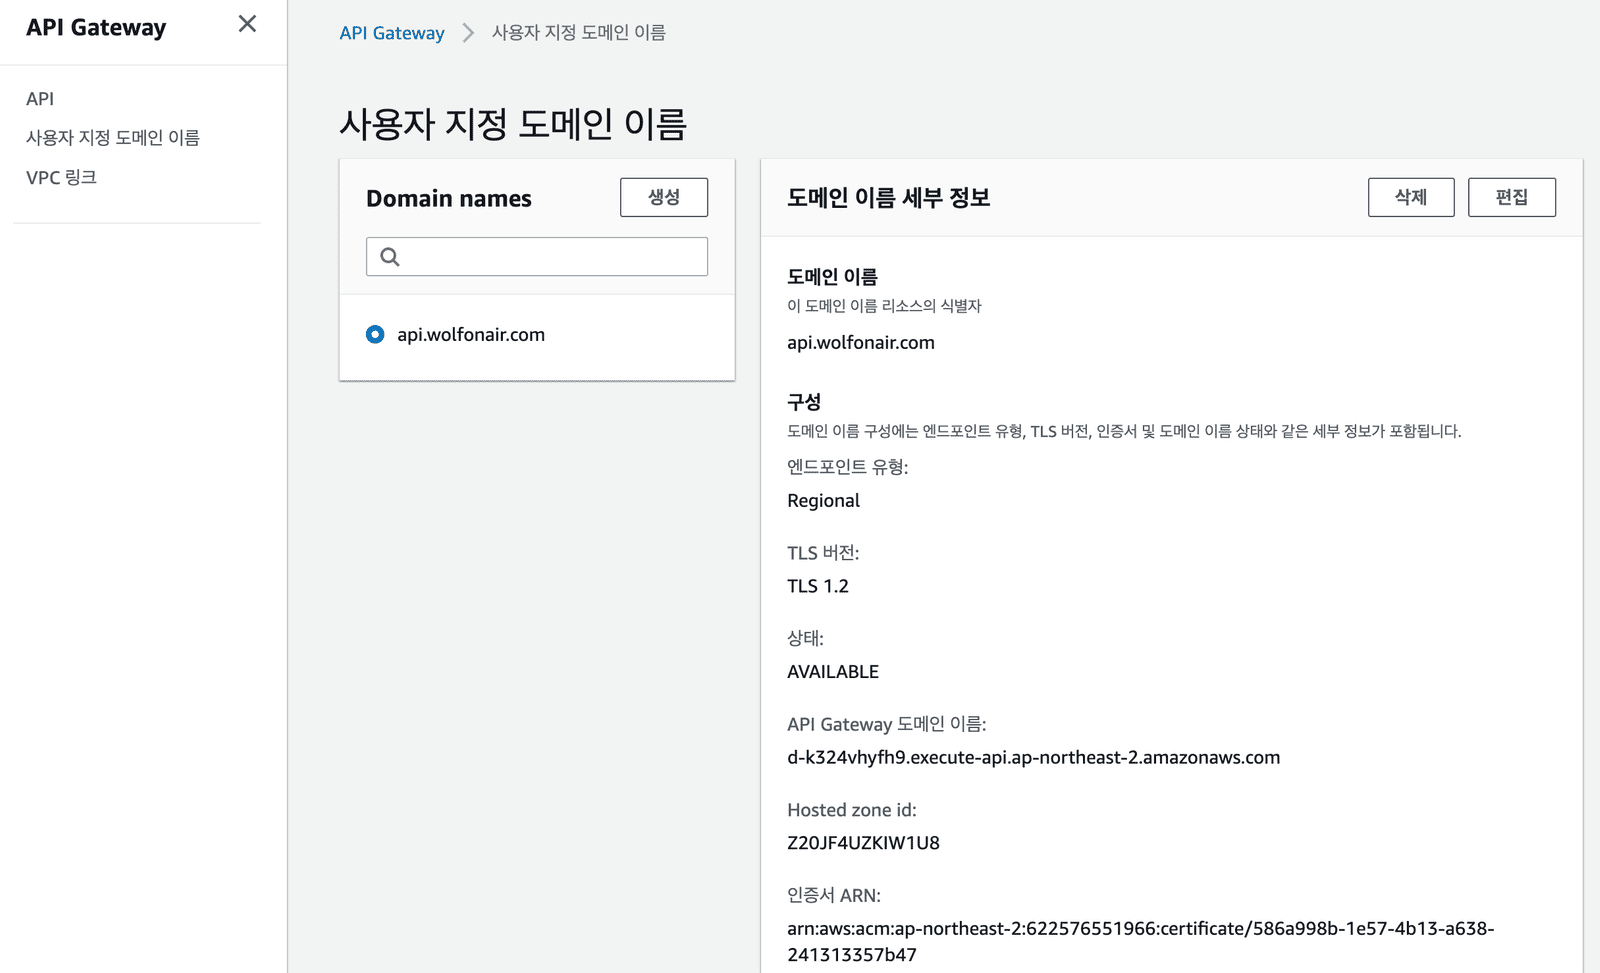 API Gateway
API
사용자 지정 도메인 이름
VPC 링크
API Gateway
사용자 지정 도메인 이름
사용자 지정 도메인 이름
Domain names
생성
api.wolfonair.com
도메인 이름 세부 정보
삭제
편집
도메인 이름
이 도메인 이름 리소스의 식별자
api.wolfonair.com
구성
도메인 이름 구성에는 엔드포인트 유형, TLS 버전, 인증서 및 도메인 이름 상태와 같은 세부 정보가 포함됩니다.
엔드포인트 유형:
Regional
TLS 버전:
TLS 1.2
상태:
AVAILABLE
API Gateway 도메인 이름:
d-k324vhyfh9.execute-api.ap-northeast-2.amazonaws.com
Hosted zone id:
Z20JF4UZKIW1U8
인증서 ARN:
arn:aws:acm:ap-northeast-2:622576551966:certificate/586a998b-1e57-4b13-a638-
241313357b47